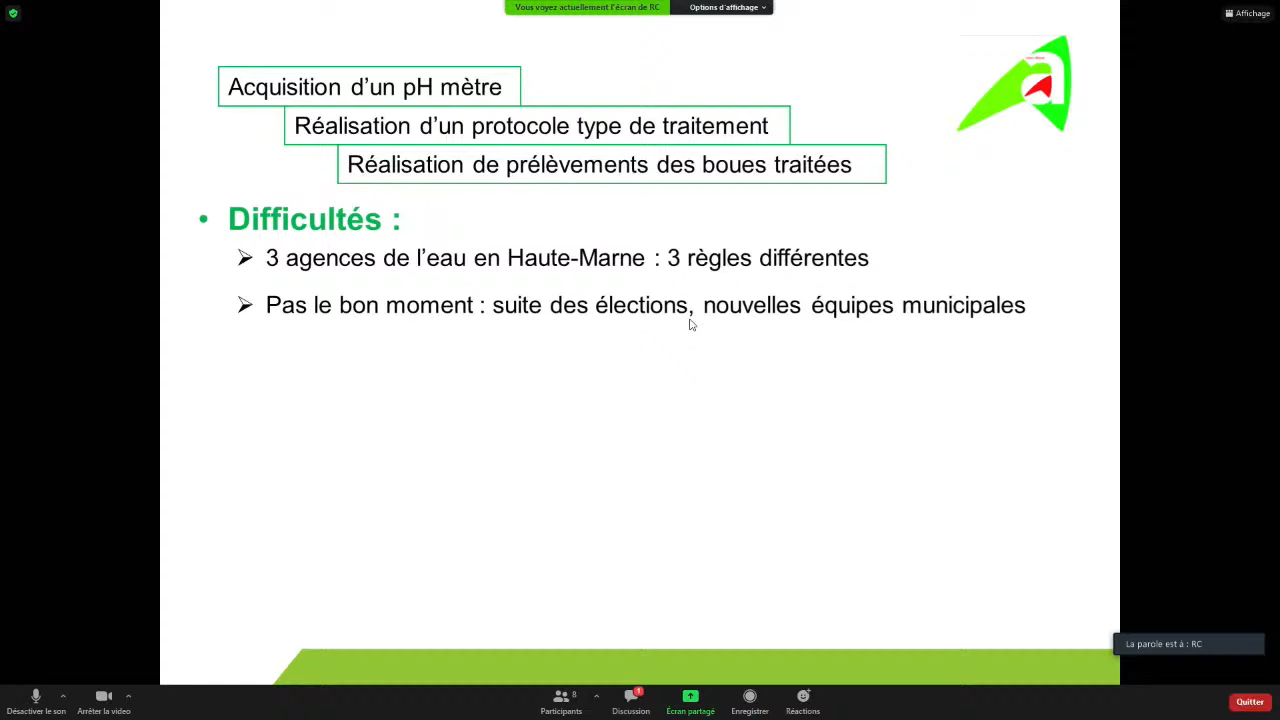 Vous voyez actuellement l'écran de RC
Options d'affichage
Affichage
Acquisition d'un pH mètre
Réalisation d'un protocole type de traitement
Réalisation de prélèvements des boues traitées
a
• Difficultés :
➢ 3 agences de l'eau en Haute-Marne : 3 règles différentes
➢ Pas le bon moment : suite des élections, nouvelles équipes municipales
La parole est à : RC
8
1
Désactiver le son
Arrêter la video
Participants
Discussion
Écran partagé
Enregistrer
Réactions
Quitter